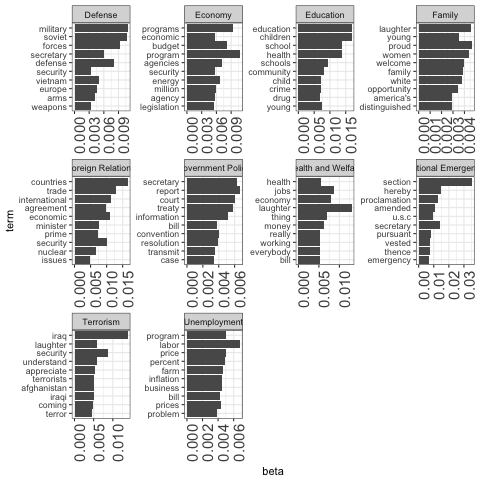 Defense
Economy
Education
Family
military
soviet
forces
secretary
defense
security
vietnam
europe
arms
weapons
0.000
0.003
0.006
0.009
programs
economic
budget
program
agencies
security
energy
million
agency
legislation
0.000
0.003
0.006
0.009
education
children
school
health
schools
community
child
crime
drug
young
0.000
0.005
0.010
0.015
laughter
young
proud
women
welcome
family
white
opportunity
america's
distinguished
0.000
0.001
0.002
0.003
0.004
oreign Relation
overnment Polic
ealth and Welfa
tional Emergen
countries
trade
international
agreement
economic
minister
prime
security
nuclear
issues
0.000
0.005
0.010
0.015
secretary
report
court
treaty
information
bill
convention
resolution
transmit
case
0.000
0.002
0.004
0.006
health
jobs
economy
laughter
thing
money
really
working
everybody
bill
0.000
0.005
0.010
section
hereby
proclamation
amended
u.s.c
secretary
pursuant
vested
thence
emergency
0.00
0.01
0.02
0.03
Terrorism
Unemployment
iraq
laughter
security
understand
appreciate
terrorists
afghanistan
iraqi
coming
terror
0.000
0.005
0.010
program
labor
price
percent
farm
inflation
business
bill
prices
problem
0.000
0.002
0.004
0.006
term
beta